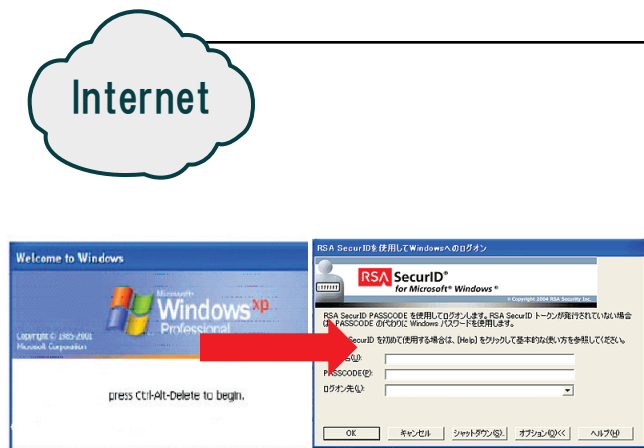 Internet
Welcome to Windows
Microsoft
Windows xp
Professional
Copyright © 1985-2001
Microsoft Corporation
press Ctrl-Alt-Delete to begin.
RSA SecurIDを使用してWindowsへのログオン
RSA SecurID®
for Microsoft® Windows®
© Copyright 2004 RSA Security Inc.
RSA SecurID PASSCODE を使用してログオンします。RSA SecurID トークンが発行されていない場合
は、PASSCODE の代わりに Windows パスワードを使用します。
SecurID を初めて使用する場合は、[Help] をクリックして基本的な使い方を参照してください。
名(U):
PASSCODE(P):
ログオン先(L):
OK
キャンセル
シャットダウン(S)
オプション(O)<<
ヘルプ(H)